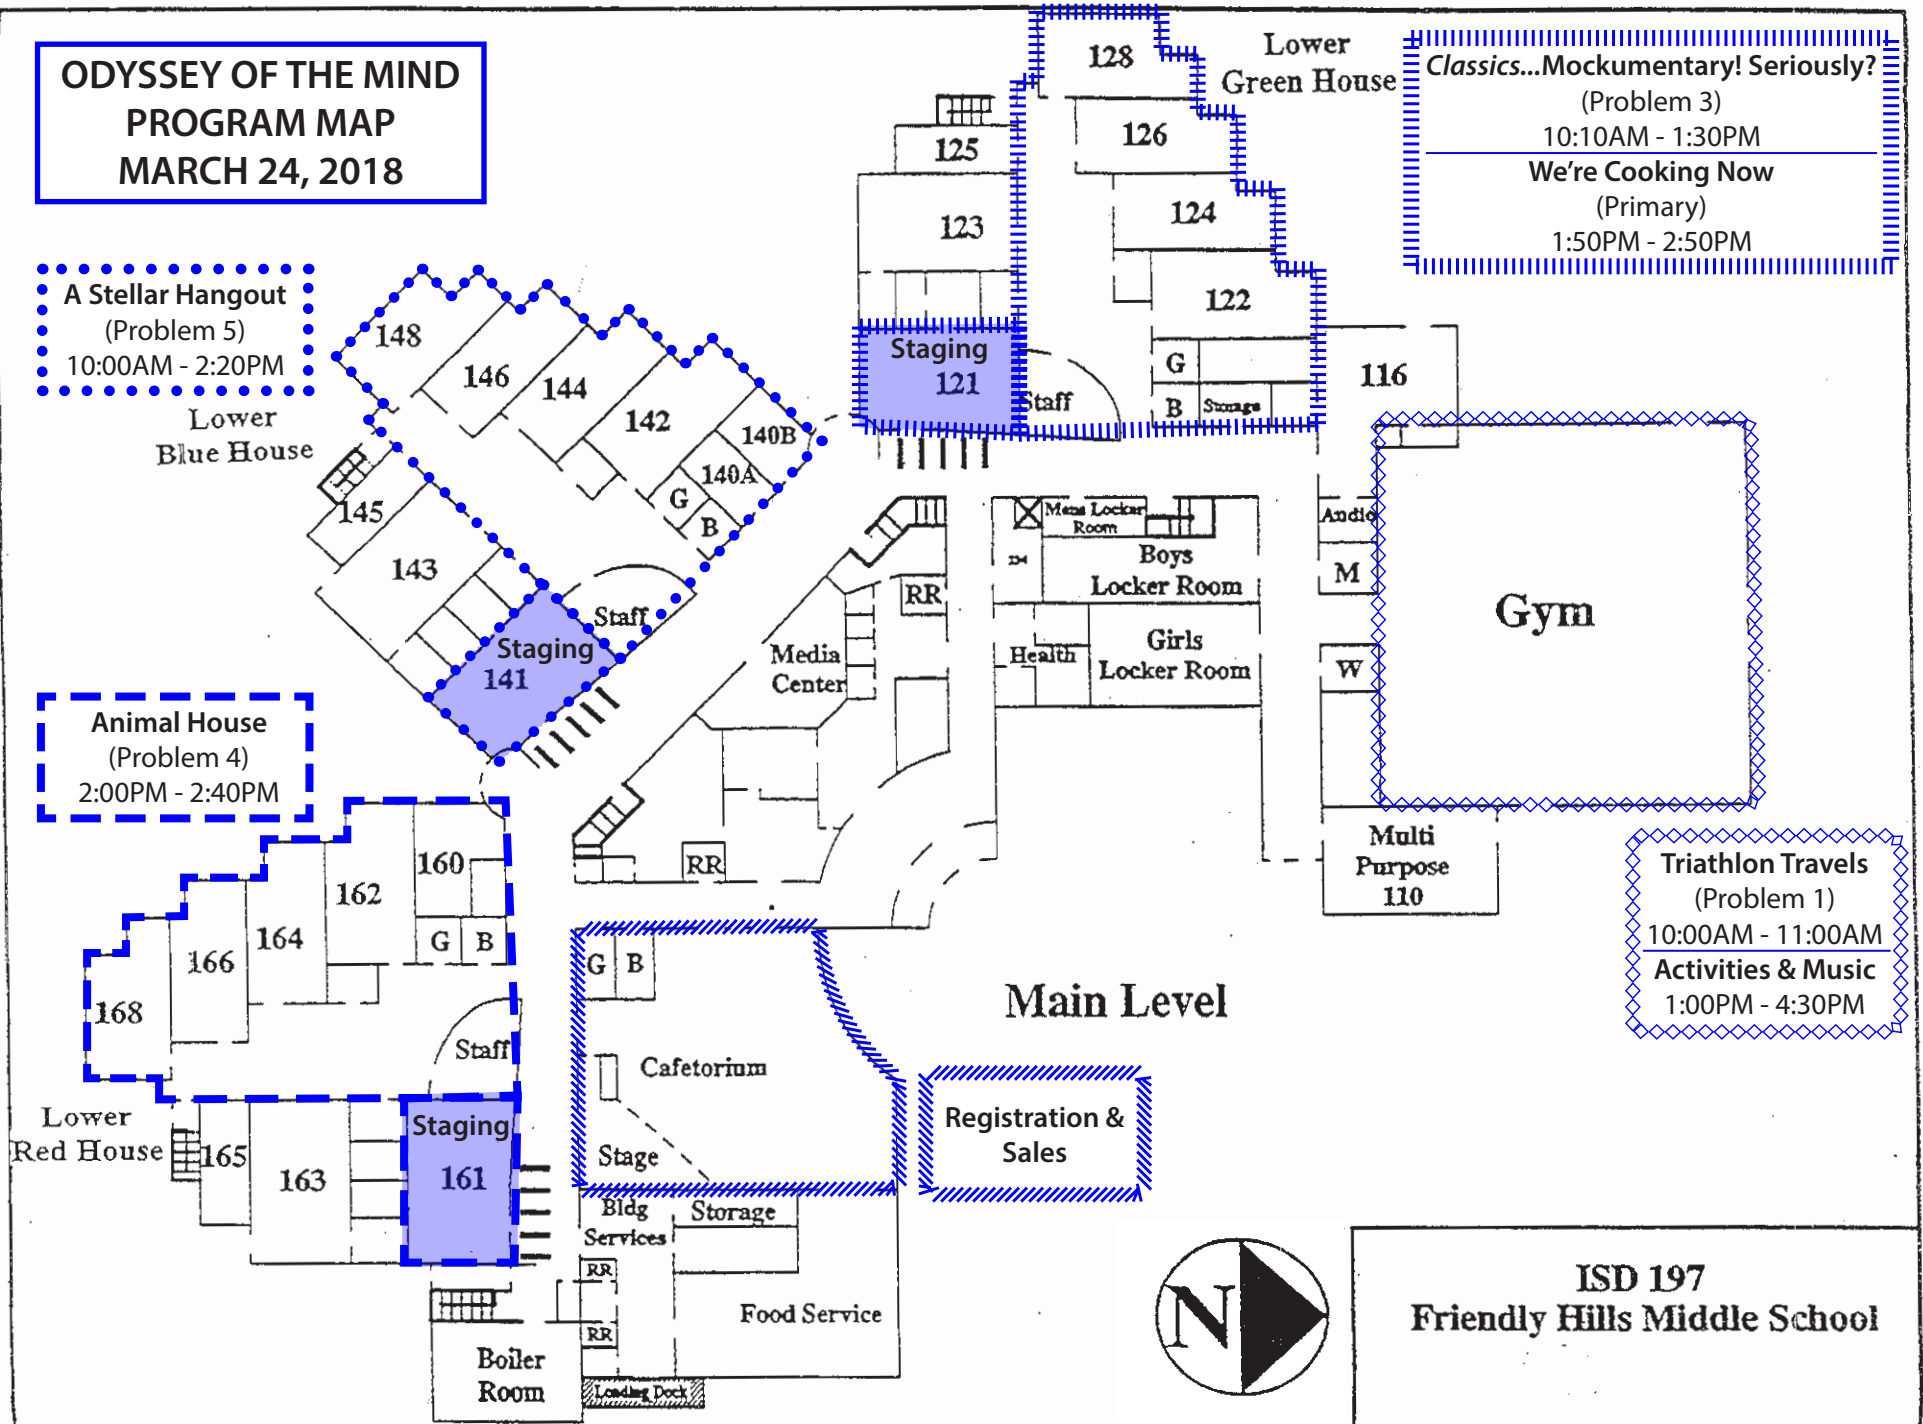 ODYSSEY OF THE MIND
PROGRAM MAP
MARCH 24, 2018
Lower
Green House
Classics...Mockumentary! Seriously?
(Problem 3)
10:10AM - 1:30PM
We're Cooking Now
(Primary)
1:50PM - 2:50PM
128
126
125
124
123
122
Staging
121
Staff
G
B
Storage
116
A Stellar Hangout
(Problem 5)
10:00AM - 2:20PM
Lower
Blue House
148
146
144
142
140B
140A
G
B
145
143
Staff
Staging
141
Mens Locker
Room
Boys
Locker Room
Girls
Locker Room
Health
RR
Media
Center
RR
Audio
M
W
Gym
Multi
Purpose
110
Animal House
(Problem 4)
2:00PM - 2:40PM
160
162
164
166
168
G
B
Staff
Lower
Red House
165
163
Staging
161
G
B
Cafetorium
Stage
Main Level
Registration &
Sales
Triathlon Travels
(Problem 1)
10:00AM - 11:00AM
Activities & Music
1:00PM - 4:30PM
Bldg
Services
Storage
RR
RR
Food Service
Boiler
Room
Loading Dock
N
ISD 197
Friendly Hills Middle School